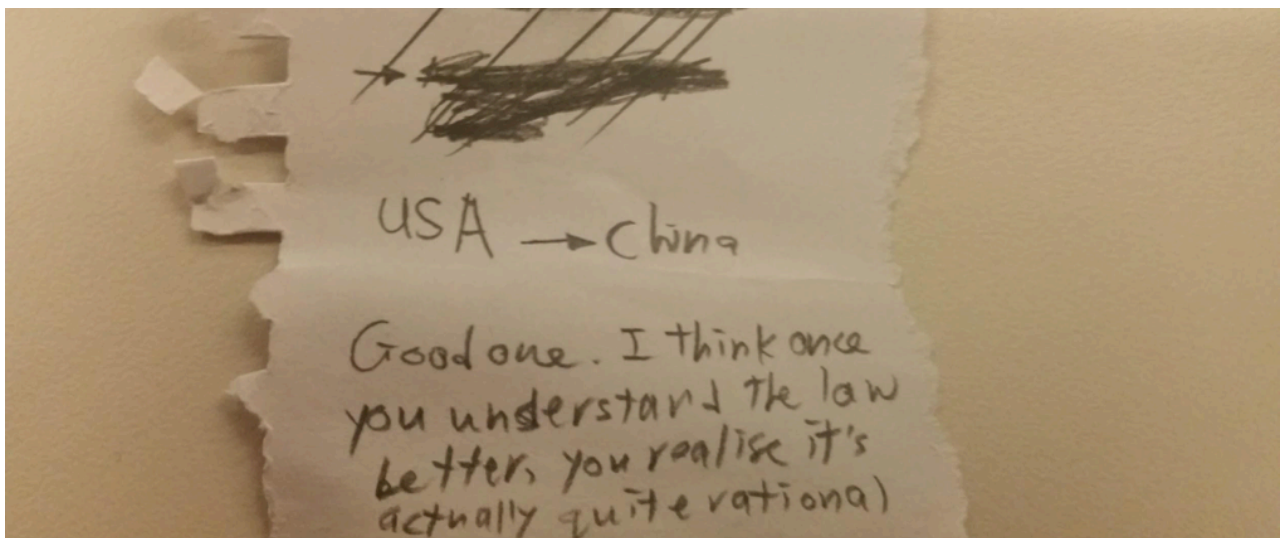 USA → China
Good one. I think once
you understand the law
better, you realise it's
actually quite rational